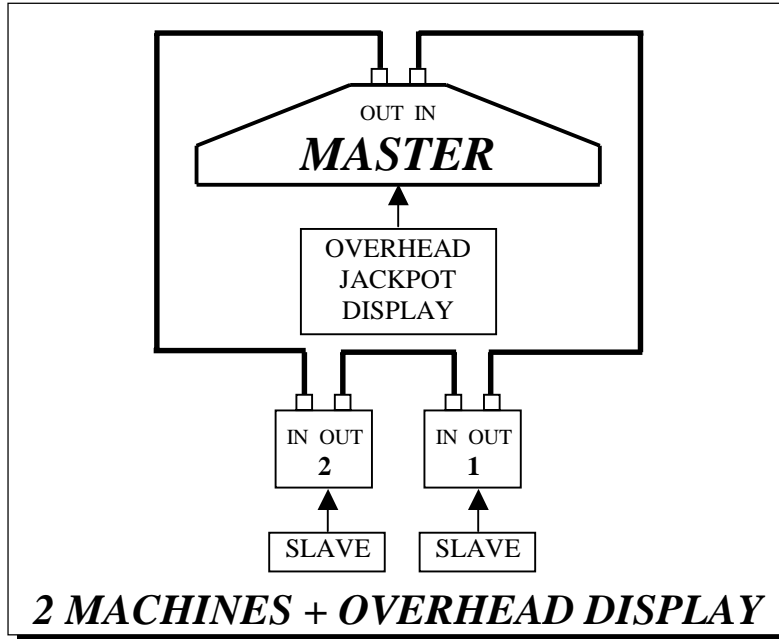 OUT IN
MASTER
OVERHEAD
JACKPOT
DISPLAY
IN OUT
2
IN OUT
1
SLAVE
SLAVE
2 MACHINES + OVERHEAD DISPLAY